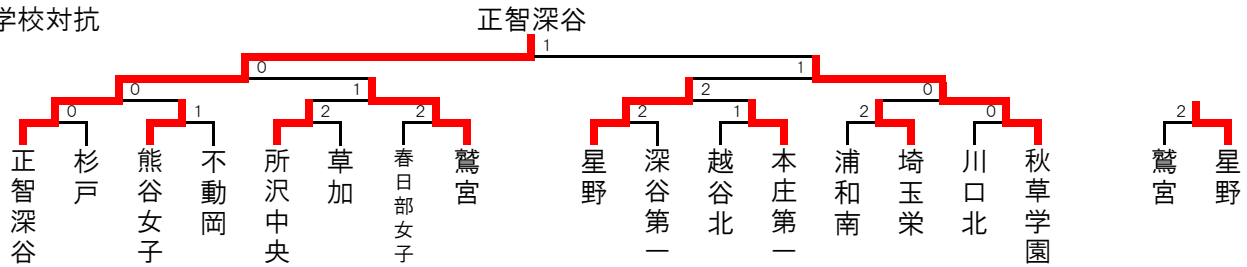 学校対抗
正智深谷
1
0
1
0
1
2
0
0
1
2
2
2
1
2
0
2
正智深谷
杉戸
熊谷女子
不動岡
所沢中央
草加
春日部女子
鷲宮
星野
深谷第一
越谷北
本庄第一
浦和南
埼玉栄
川口北
秋草学園
鷲宮
星野